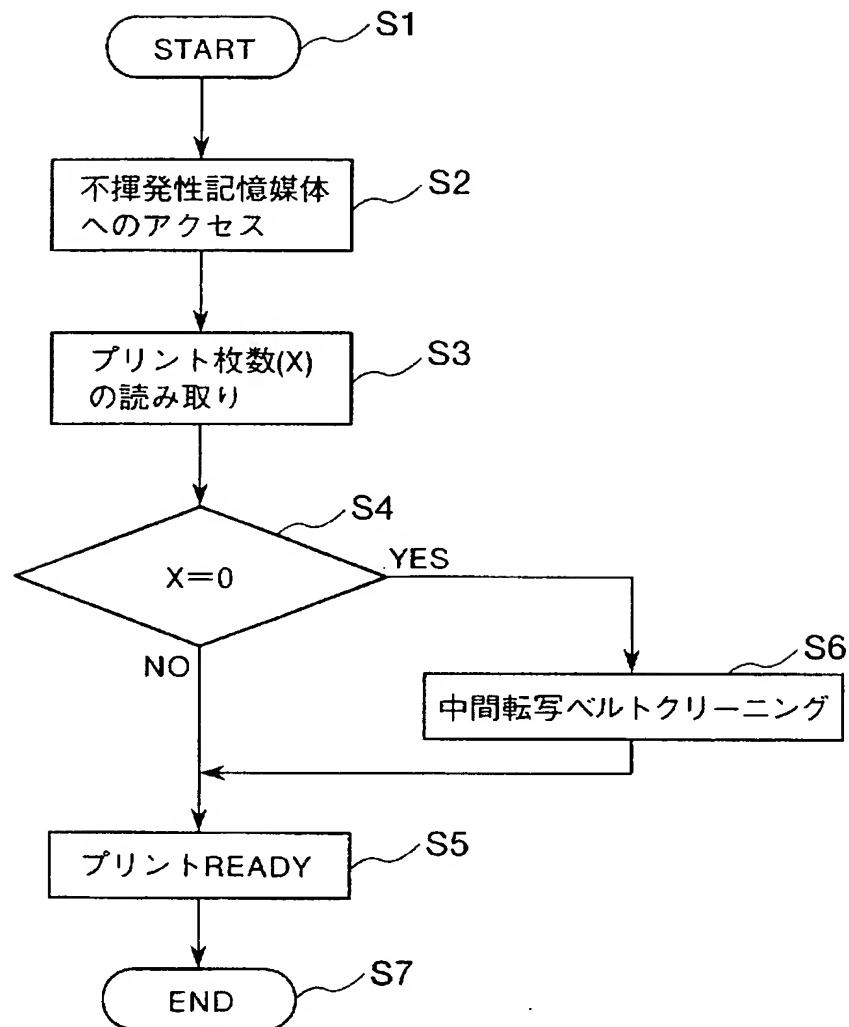 START
S1
不揮発性記憶媒体
へのアクセス
S2
プリント枚数(X)
の読み取り
S3
S4
X=0
YES
NO
S6
中間転写ベルトクリーニング
プリントREADY
S5
END
S7